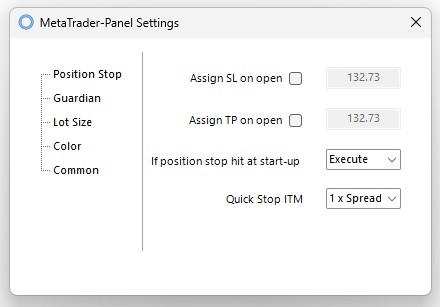 MetaTrader-Panel Settings
Position Stop
Guardian
Lot Size
Color
Common
Assign SL on open 132.73
Assign TP on open 132.73
If position stop hit at start-up Execute
Quick Stop ITM 1 x Spread